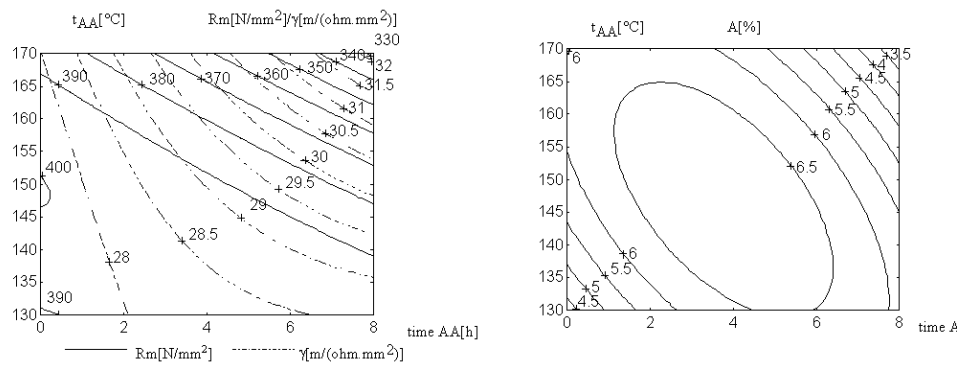 t_AA[°C] Rm[N/mm²]/γ[m/(ohm.mm²)]
330
170 340 32
390 380 370 360 350
165 31.5
160 31
155 30.5
150 400 30
145 29.5
140 29
135 28 28.5
130 390
0 2 4 6 8
time AA[h]
Rm[N/mm²] γ[m/(ohm.mm²)]
t_AA[°C] A[%]
170 6 3.5
165 4
4.5
160 5
155 5.5
150 6
145 6.5
140 6
135 5.5
5
130 4.5
0 2 4 6 8
time A